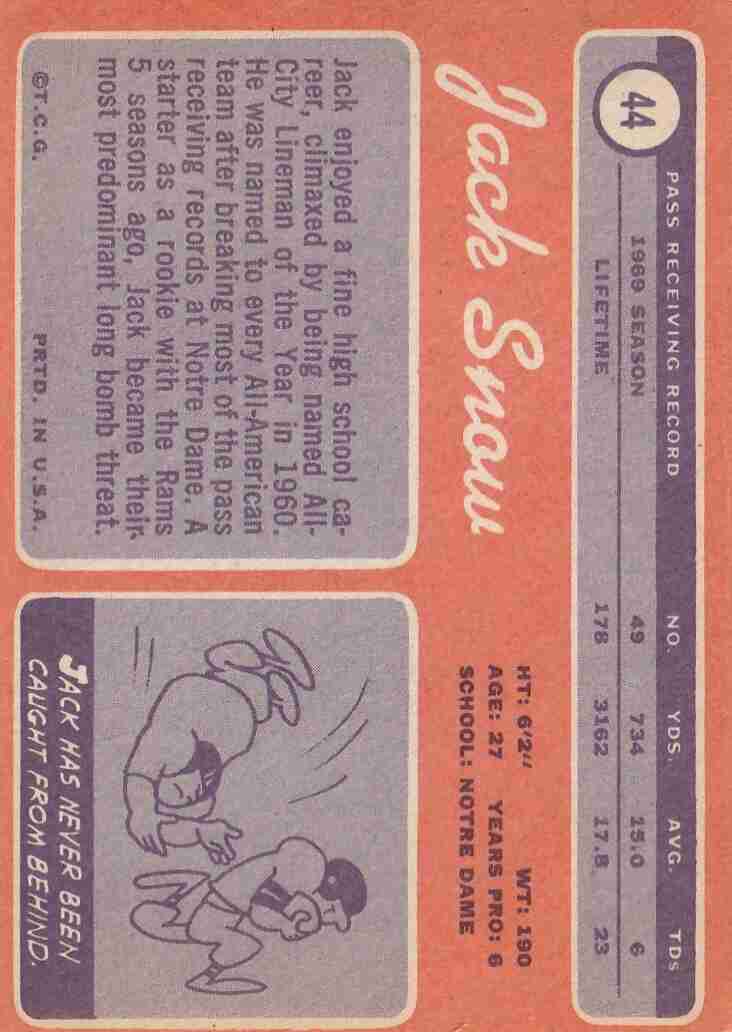 44
PASS RECEIVING RECORD NO. YDS. AVG. TDS
1969 SEASON 49 734 15.0 6
LIFETIME 178 3162 17.8 23
Jack Snow
HT: 6'2" WT: 190
AGE: 27 YEARS PRO: 6
SCHOOL: NOTRE DAME
Jack enjoyed a fine high school ca-
reer, climaxed by being named All-
City Lineman of the Year in 1960.
He was named to every All-American
team after breaking most of the pass
receiving records at Notre Dame. A
starter as a rookie with the Rams
5 seasons ago, Jack became their
most predominant long bomb threat.
©T.C.G. PRTD. IN U.S.A.
JACK HAS NEVER BEEN
CAUGHT FROM BEHIND.